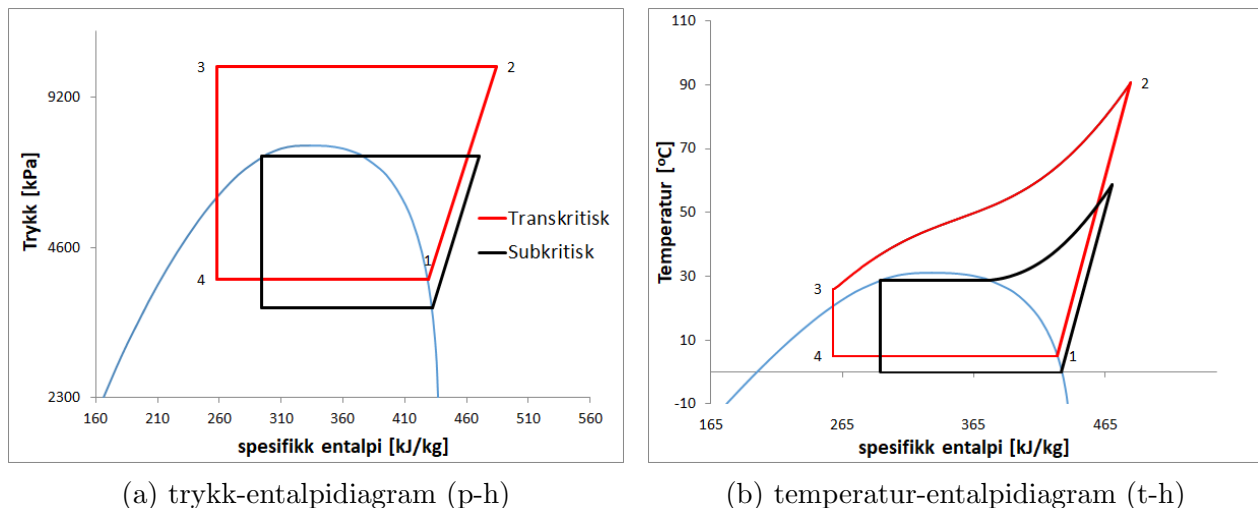 Trykk [kPa]
9200
4600
2300
3
2
4
1
Transkritisk
Subkritisk
160 210 260 310 360 410 460 510 560
spesifikk entalpi [kJ/kg]
(a) trykk-entalpidiagram (p-h)
Temperatur [ºC]
110
90
70
50
30
10
-10
2
3
4
1
165 265 365 465
spesifikk entalpi [kJ/kg]
(b) temperatur-entalpidiagram (t-h)